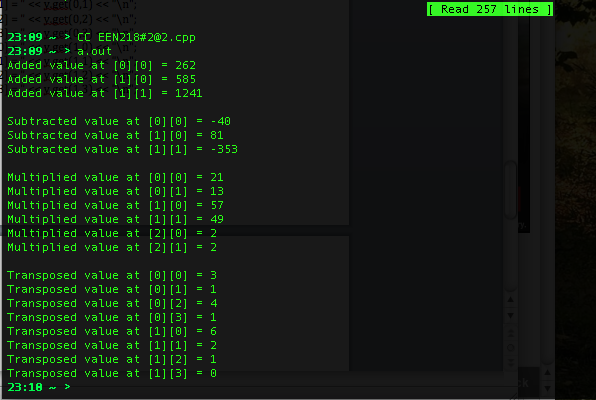 [ Read 257 lines ]
1] = " << y.get(0,1) << "\n";
23:09 ~ > CC EEN218#2@2.cpp
23:09 ~ > a.out
Added value at [0][0] = 262
Added value at [1][0] = 585
Added value at [1][1] = 1241
Subtracted value at [0][0] = -40
Subtracted value at [1][0] = 81
Subtracted value at [1][1] = -353
Multiplied value at [0][0] = 21
Multiplied value at [0][1] = 13
Multiplied value at [1][0] = 57
Multiplied value at [1][1] = 49
Multiplied value at [2][0] = 2
Multiplied value at [2][1] = 2
Transposed value at [0][0] = 3
Transposed value at [0][1] = 1
Transposed value at [0][2] = 4
Transposed value at [0][3] = 1
Transposed value at [1][0] = 6
Transposed value at [1][1] = 2
Transposed value at [1][2] = 1
Transposed value at [1][3] = 0
23:10 ~ >